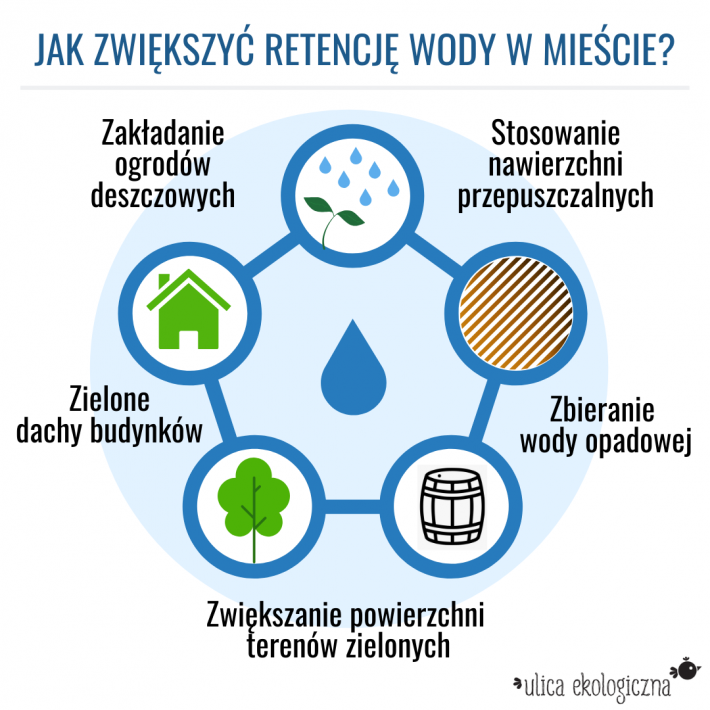 JAK ZWIĘKSZYĆ RETENCJĘ WODY W MIEŚCIE?
Zakładanie
ogrodów
deszczowych
Stosowanie
nawierzchni
przepuszczalnych
Zielone
dachy budynków
Zbieranie
wody opadowej
Zwiększanie powierzchni
terenów zielonych
ulica ekologiczna